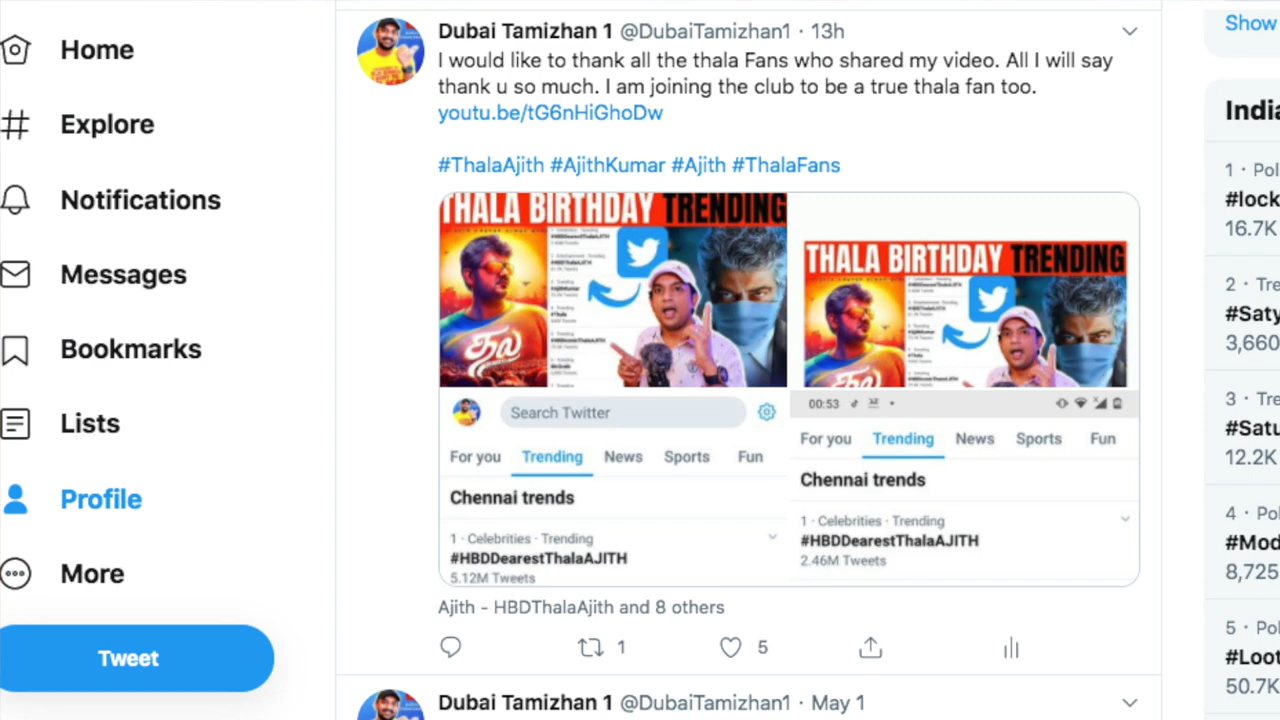 Home
Explore
Notifications
Messages
Bookmarks
Lists
Profile
More
Tweet
Dubai Tamizhan 1 @DubaiTamizhan1 · 13h
I would like to thank all the thala Fans who shared my video. All I will say
thank u so much. I am joining the club to be a true thala fan too.
youtu.be/tG6nHiGhoDw
#ThalaAjith #AjithKumar #Ajith #ThalaFans
THALA BIRTHDAY TRENDING
தல
Search Twitter
For you Trending News Sports Fun
Chennai trends
1 · Celebrities · Trending
#HBDDearestThalaAJITH
5.12M Tweets
THALA BIRTHDAY TRENDING
தல
00:53
For you Trending News Sports Fun
Chennai trends
1 · Celebrities · Trending
#HBDDearestThalaAJITH
2.46M Tweets
Ajith - HBDThalaAjith and 8 others
1 5
Dubai Tamizhan 1 @DubaiTamizhan1 · May 1
Show
India
1 · Pol
#lock
16.7K
2 · Tre
#Saty
3,660
3 · Tre
#Satu
12.2K
4 · Pol
#Mod
8,725
5 · Pol
#Loot
50.7K